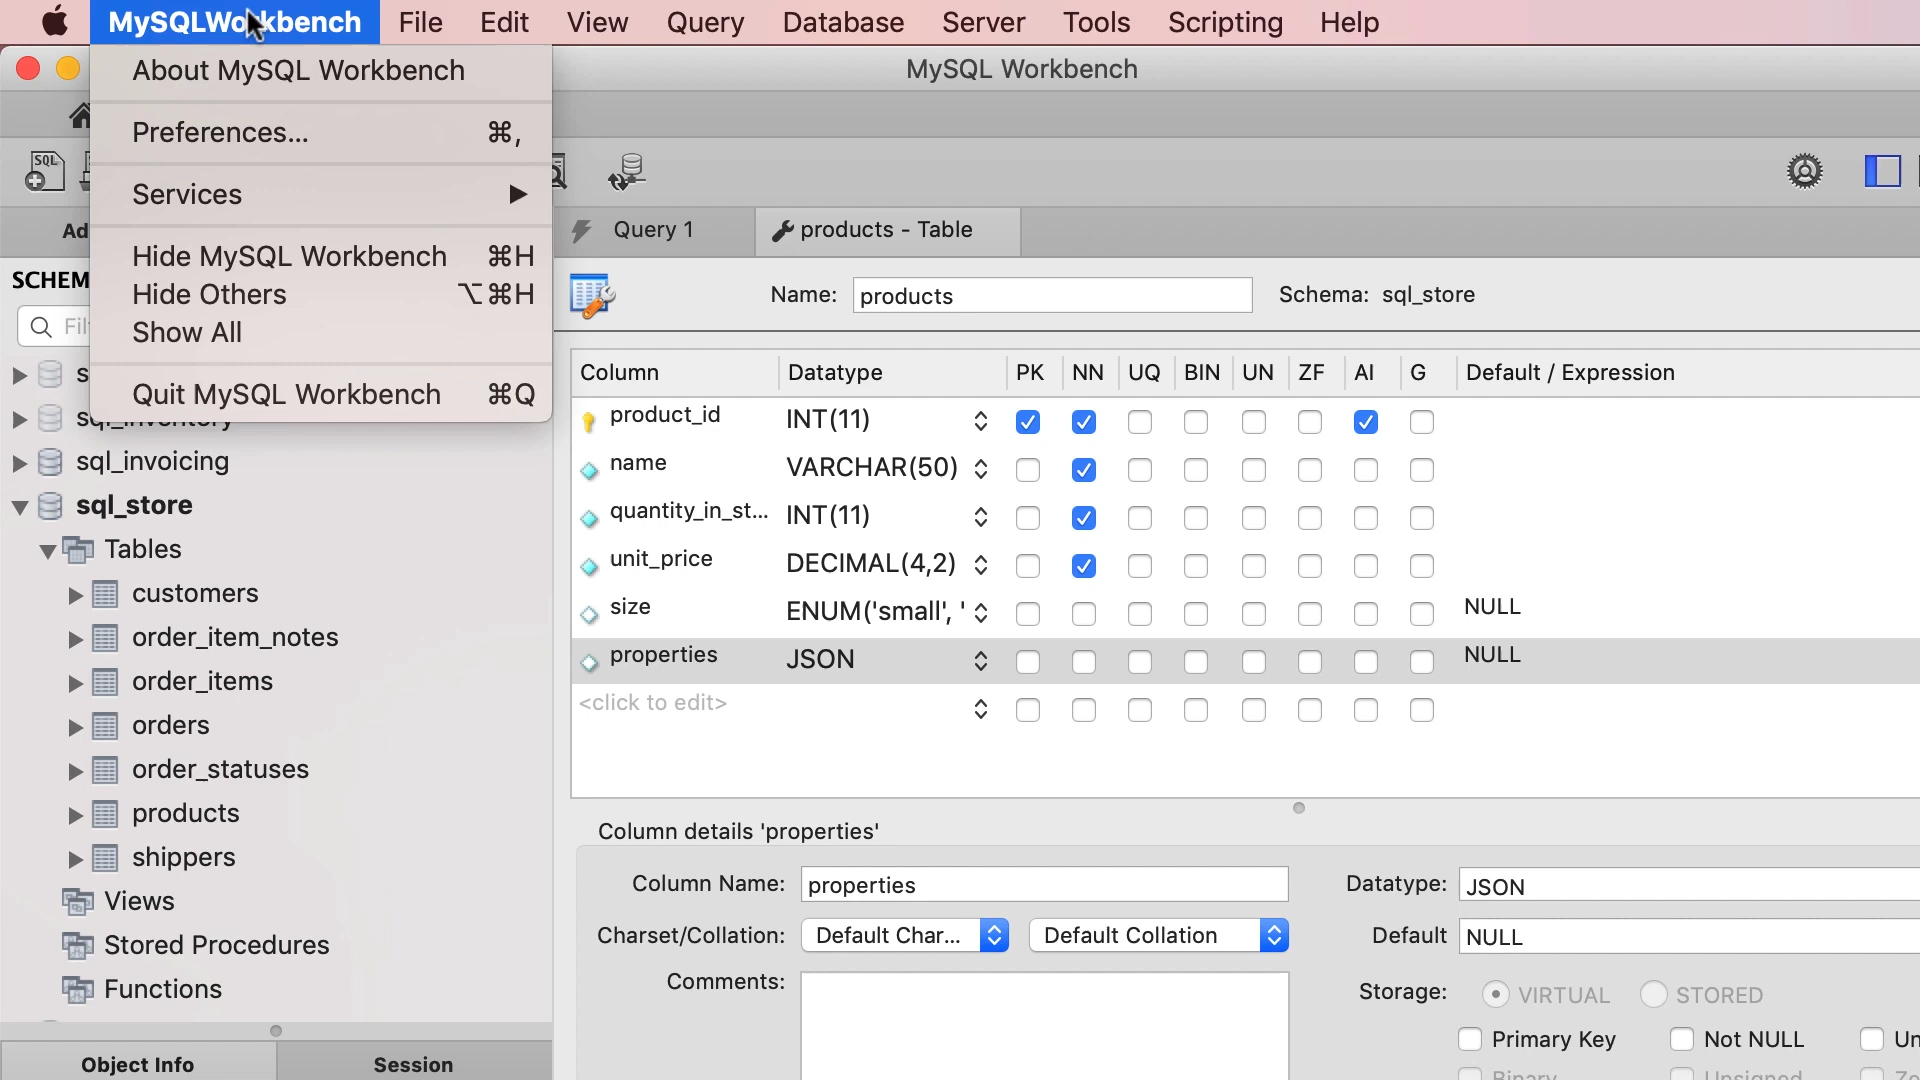 MySQLWorkbench File Edit View Query Database Server Tools Scripting Help
About MySQL Workbench
MySQL Workbench
Preferences... ⌘,
SQL
Services ▶
Ad
Query 1
products - Table
Hide MySQL Workbench ⌘H
SCHEM
Hide Others ⌥⌘H
Name: products Schema: sql_store
Show All
Quit MySQL Workbench ⌘Q
Column Datatype PK NN UQ BIN UN ZF AI G Default / Expression
product_id INT(11)
name VARCHAR(50)
sql_invoicing
sql_store
quantity_in_st... INT(11)
Tables
unit_price DECIMAL(4,2)
customers
size ENUM('small', ' NULL
order_item_notes
properties JSON NULL
order_items
<click to edit>
orders
order_statuses
products
Column details 'properties'
shippers
Column Name: properties Datatype: JSON
Views
Charset/Collation: Default Char... Default Collation Default NULL
Stored Procedures
Comments:
Functions
Storage: VIRTUAL STORED
Primary Key Not NULL Un
Object Info Session